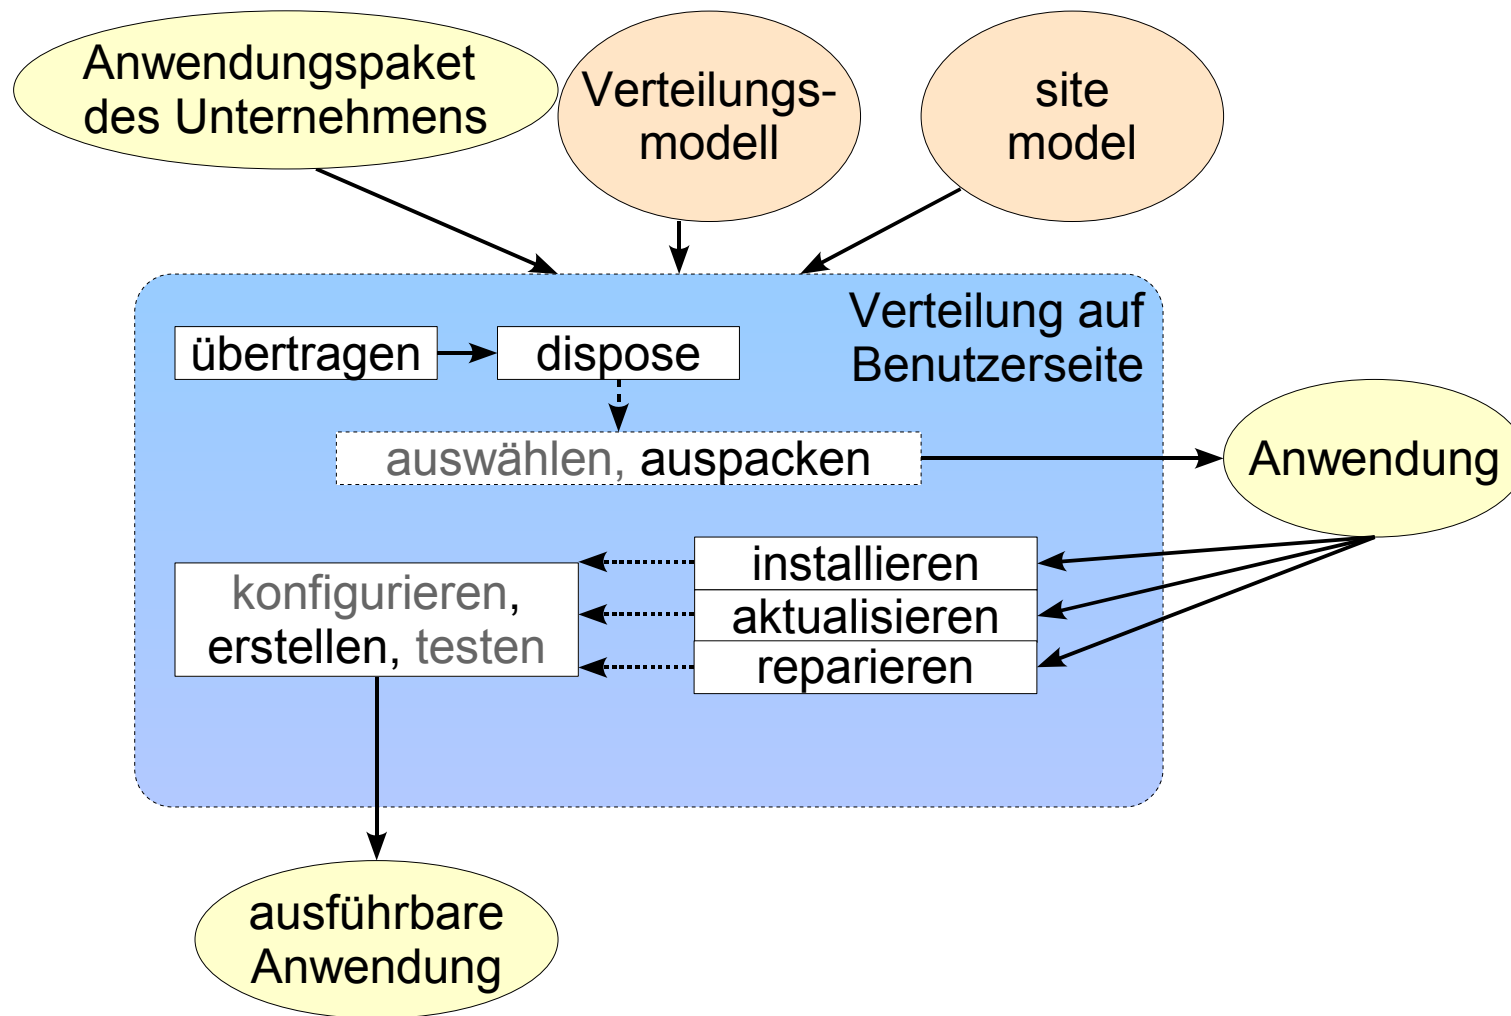 Anwendungspaket
des Unternehmens
Verteilungs-
modell
site
model
Verteilung auf
Benutzerseite
übertragen
dispose
auswählen, auspacken
Anwendung
installieren
aktualisieren
reparieren
konfigurieren,
erstellen, testen
ausführbare
Anwendung